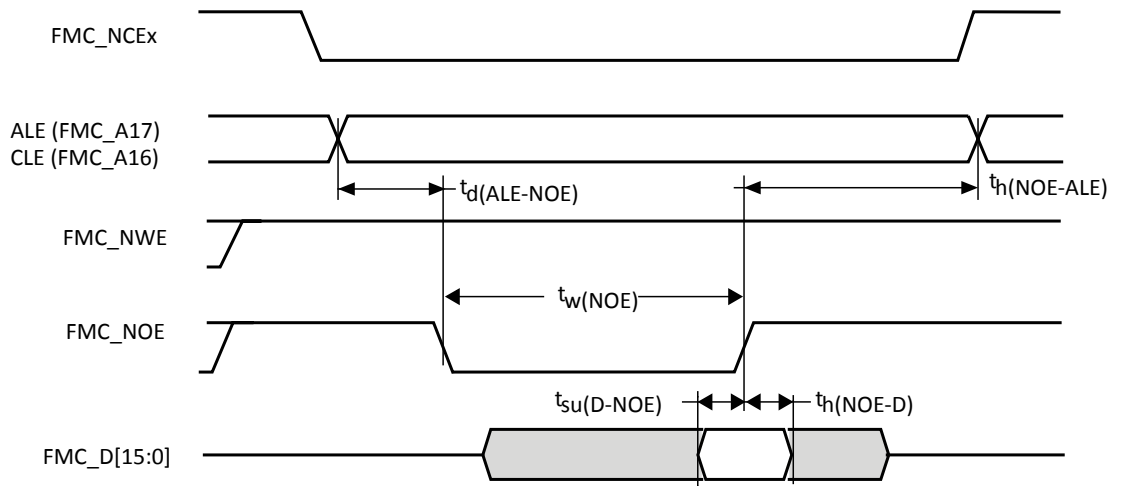 FMC_NCEx
ALE (FMC_A17)
CLE (FMC_A16)
td(ALE-NOE)
th(NOE-ALE)
FMC_NWE
tw(NOE)
FMC_NOE
tsu(D-NOE)
th(NOE-D)
FMC_D[15:0]